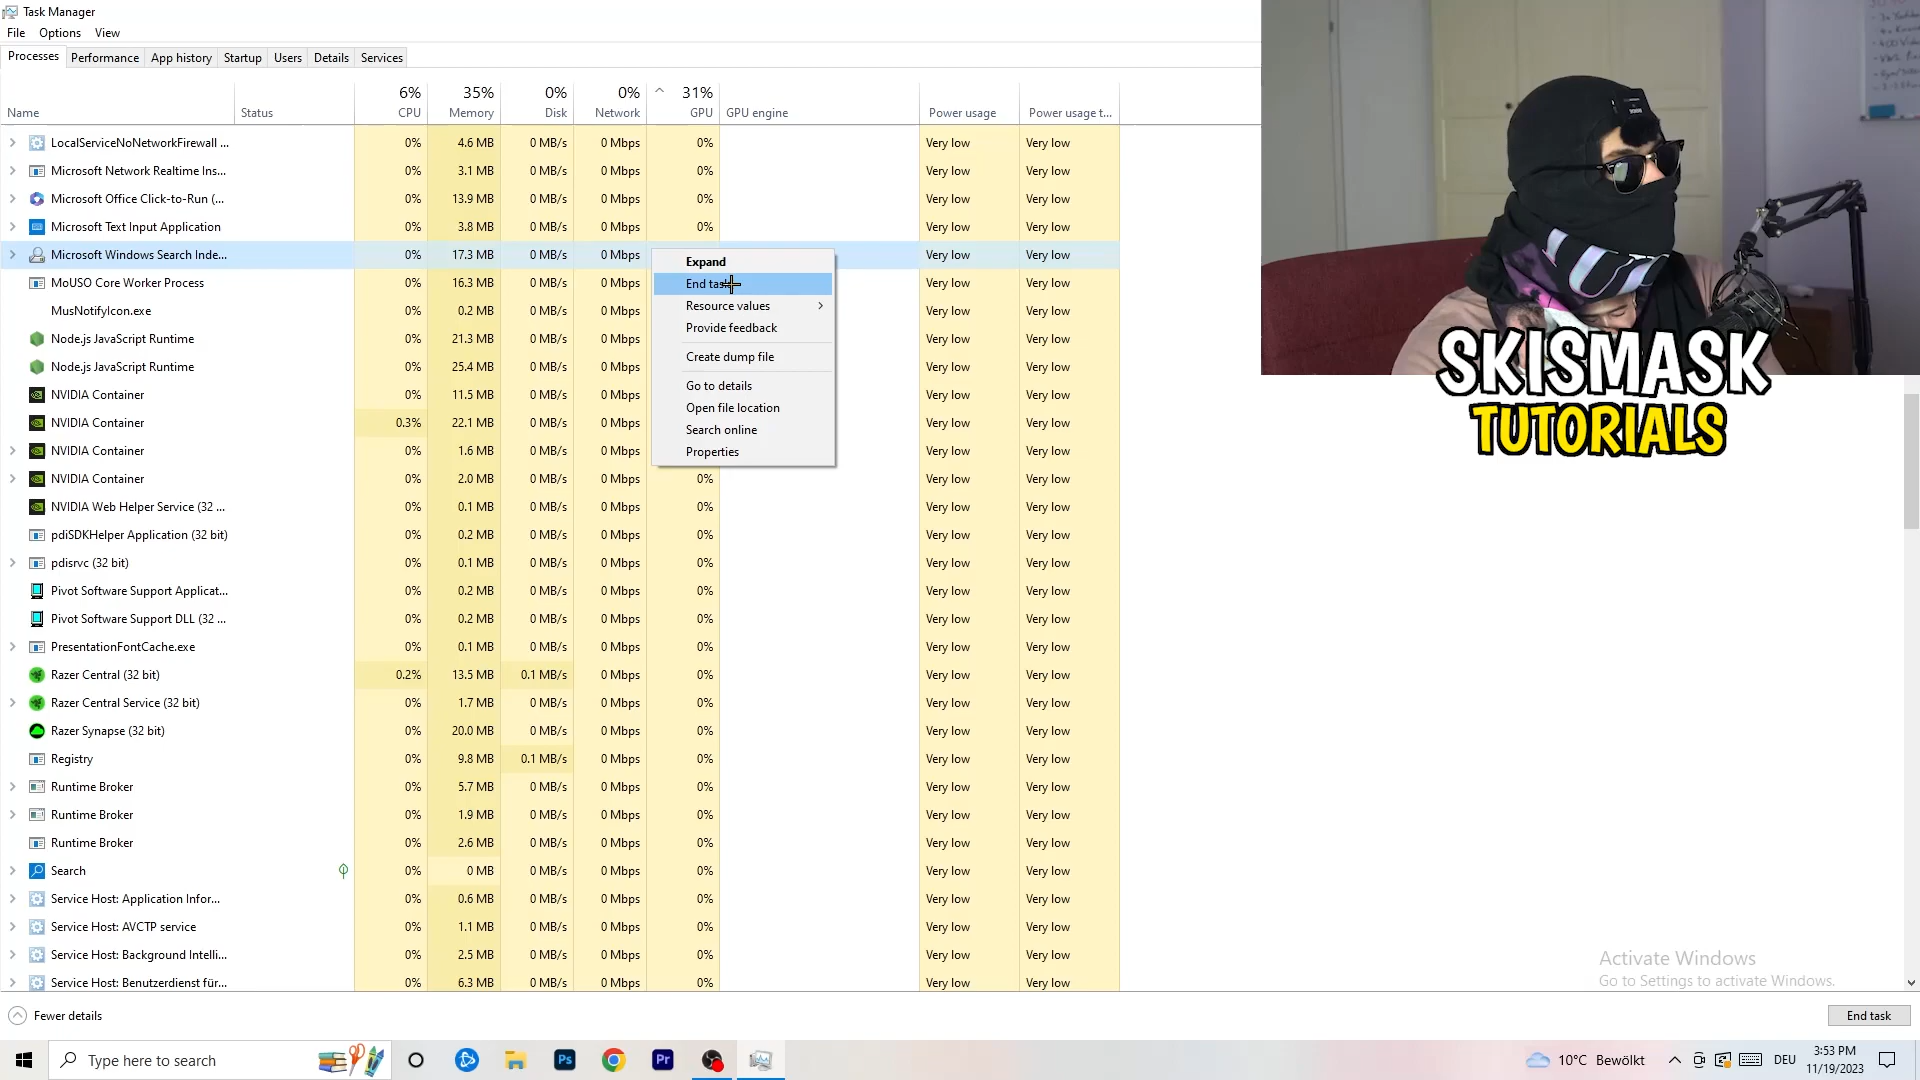 Task Manager
File Options View
Processes Performance App history Startup Users Details Services
6% 35% 0% 0% 31%
Name Status CPU Memory Disk Network GPU GPU engine Power usage Power usage t...
LocalServiceNoNetworkFirewall ... 0% 4.6 MB 0 MB/s 0 Mbps 0% Very low Very low
Microsoft Network Realtime Ins... 0% 3.1 MB 0 MB/s 0 Mbps 0% Very low Very low
Microsoft Office Click-to-Run (... 0% 13.9 MB 0 MB/s 0 Mbps 0% Very low Very low
Microsoft Text Input Application 0% 3.8 MB 0 MB/s 0 Mbps 0% Very low Very low
Microsoft Windows Search Inde... 0% 17.3 MB 0 MB/s 0 Mbps Very low Very low
MoUSO Core Worker Process 0% 16.3 MB 0 MB/s 0 Mbps Very low Very low
MusNotifyIcon.exe 0% 0.2 MB 0 MB/s 0 Mbps Very low Very low
Node.js JavaScript Runtime 0% 21.3 MB 0 MB/s 0 Mbps Very low Very low
Node.js JavaScript Runtime 0% 25.4 MB 0 MB/s 0 Mbps Very low Very low
NVIDIA Container 0% 11.5 MB 0 MB/s 0 Mbps Very low Very low
NVIDIA Container 0.3% 22.1 MB 0 MB/s 0 Mbps Very low Very low
NVIDIA Container 0% 1.6 MB 0 MB/s 0 Mbps Very low Very low
NVIDIA Container 0% 2.0 MB 0 MB/s 0 Mbps 0% Very low Very low
NVIDIA Web Helper Service (32 ... 0% 0.1 MB 0 MB/s 0 Mbps 0% Very low Very low
pdiSDKHelper Application (32 bit) 0% 0.2 MB 0 MB/s 0 Mbps 0% Very low Very low
pdisrvc (32 bit) 0% 0.1 MB 0 MB/s 0 Mbps 0% Very low Very low
Pivot Software Support Applicat... 0% 0.2 MB 0 MB/s 0 Mbps 0% Very low Very low
Pivot Software Support DLL (32 ... 0% 0.2 MB 0 MB/s 0 Mbps 0% Very low Very low
PresentationFontCache.exe 0% 0.1 MB 0 MB/s 0 Mbps 0% Very low Very low
Razer Central (32 bit) 0.2% 13.5 MB 0.1 MB/s 0 Mbps 0% Very low Very low
Razer Central Service (32 bit) 0% 1.7 MB 0 MB/s 0 Mbps 0% Very low Very low
Razer Synapse (32 bit) 0% 20.0 MB 0 MB/s 0 Mbps 0% Very low Very low
Registry 0% 9.8 MB 0.1 MB/s 0 Mbps 0% Very low Very low
Runtime Broker 0% 5.7 MB 0 MB/s 0 Mbps 0% Very low Very low
Runtime Broker 0% 1.9 MB 0 MB/s 0 Mbps 0% Very low Very low
Runtime Broker 0% 2.6 MB 0 MB/s 0 Mbps 0% Very low Very low
Search 0% 0 MB 0 MB/s 0 Mbps 0% Very low Very low
Service Host: Application Infor... 0% 0.6 MB 0 MB/s 0 Mbps 0% Very low Very low
Service Host: AVCTP service 0% 1.1 MB 0 MB/s 0 Mbps 0% Very low Very low
Service Host: Background Intelli... 0% 2.5 MB 0 MB/s 0 Mbps 0% Very low Very low
Service Host: Benutzerdienst für... 0% 6.3 MB 0 MB/s 0 Mbps 0% Very low Very low
Expand
End task
Resource values
Provide feedback
Create dump file
Go to details
Open file location
Search online
Properties
SKISMASK
TUTORIALS
Activate Windows
Go to Settings to activate Windows.
Fewer details
End task
Type here to search
Ps
Pr
10°C Bewölkt
DEU
3:53 PM
11/19/2023